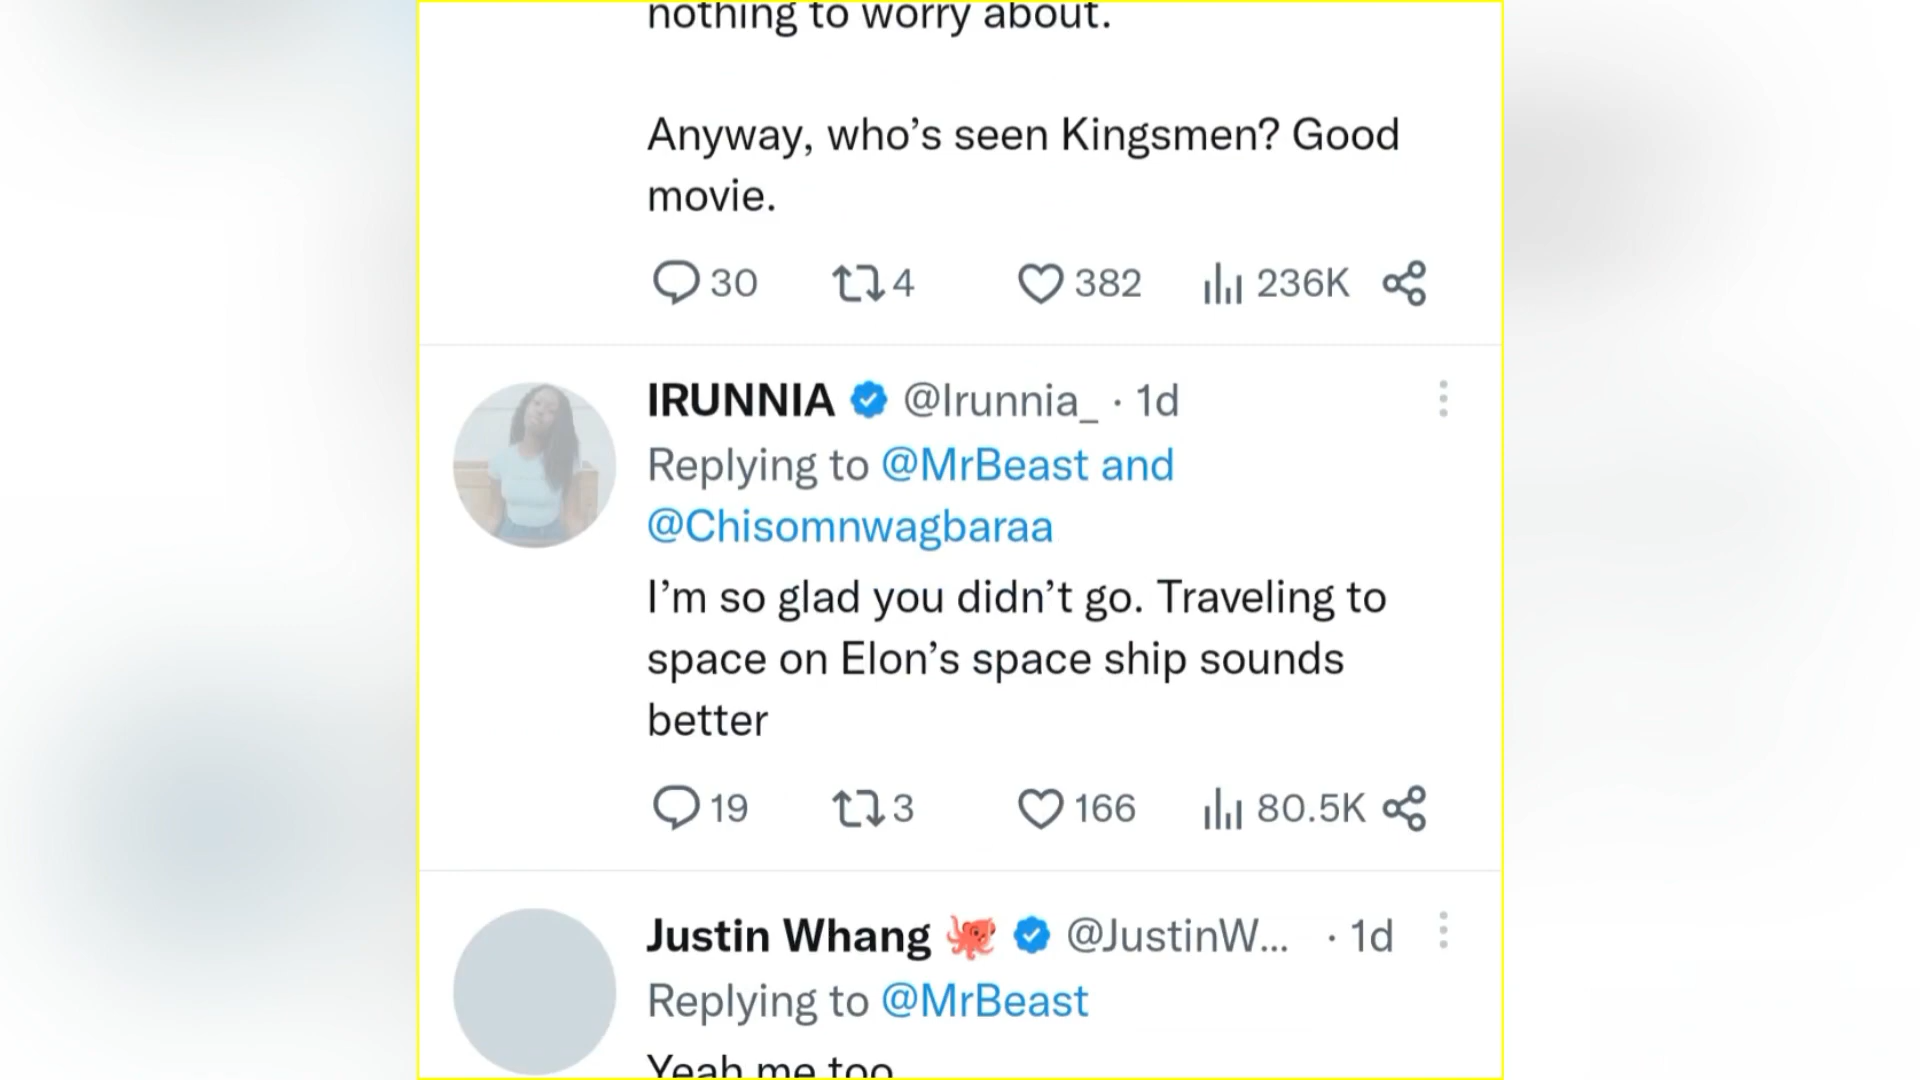 nothing to worry about.
Anyway, who’s seen Kingsmen? Good
movie.
30 4 382 236K
IRUNNIA @Irunnia_ · 1d
Replying to @MrBeast and
@Chisomnwagbaraa
I’m so glad you didn’t go. Traveling to
space on Elon’s space ship sounds
better
19 3 166 80.5K
Justin Whang 🐙 @JustinW... · 1d
Replying to @MrBeast
Yeah me too